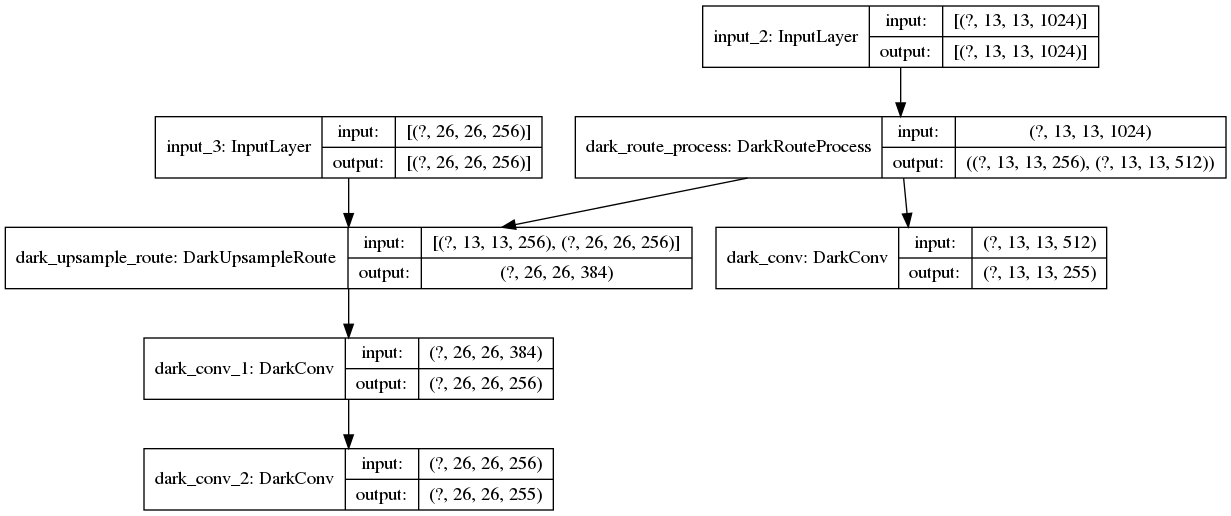 input_2: InputLayer
input: [(?, 13, 13, 1024)]
output: [(?, 13, 13, 1024)]
input_3: InputLayer
input: [(?, 26, 26, 256)]
output: [(?, 26, 26, 256)]
dark_route_process: DarkRouteProcess
input: (?, 13, 13, 1024)
output: ((?, 13, 13, 256), (?, 13, 13, 512))
dark_upsample_route: DarkUpsampleRoute
input: [(?, 13, 13, 256), (?, 26, 26, 256)]
output: (?, 26, 26, 384)
dark_conv: DarkConv
input: (?, 13, 13, 512)
output: (?, 13, 13, 255)
dark_conv_1: DarkConv
input: (?, 26, 26, 384)
output: (?, 26, 26, 256)
dark_conv_2: DarkConv
input: (?, 26, 26, 256)
output: (?, 26, 26, 255)